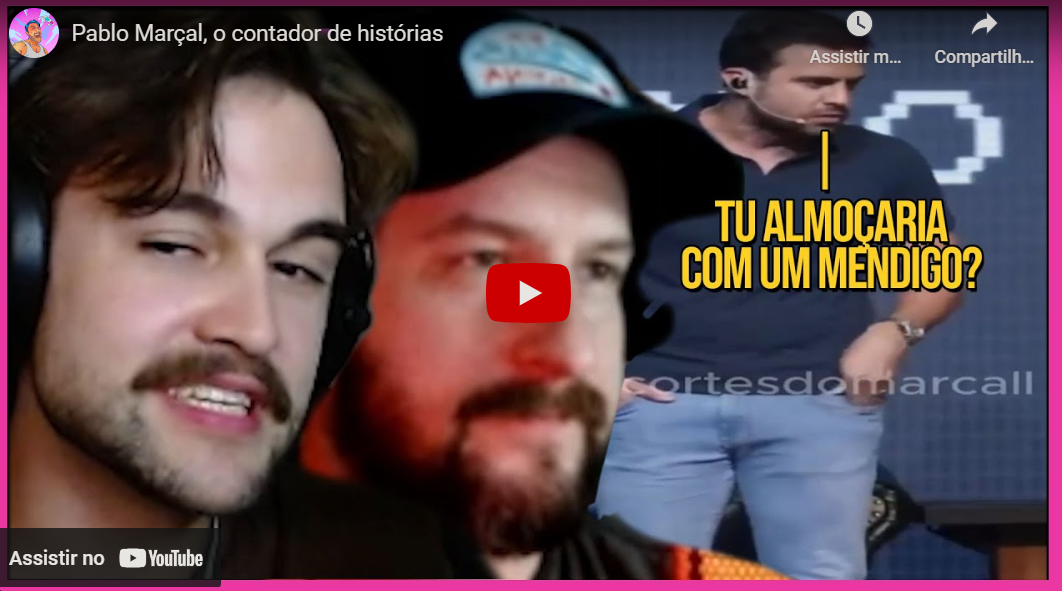 Pablo Marçal, o contador de histórias
Assistir m...
Compartilh...
TU ALMOÇARIA
COM UM MENDIGO?
cortesdomarcall
Assistir no YouTube